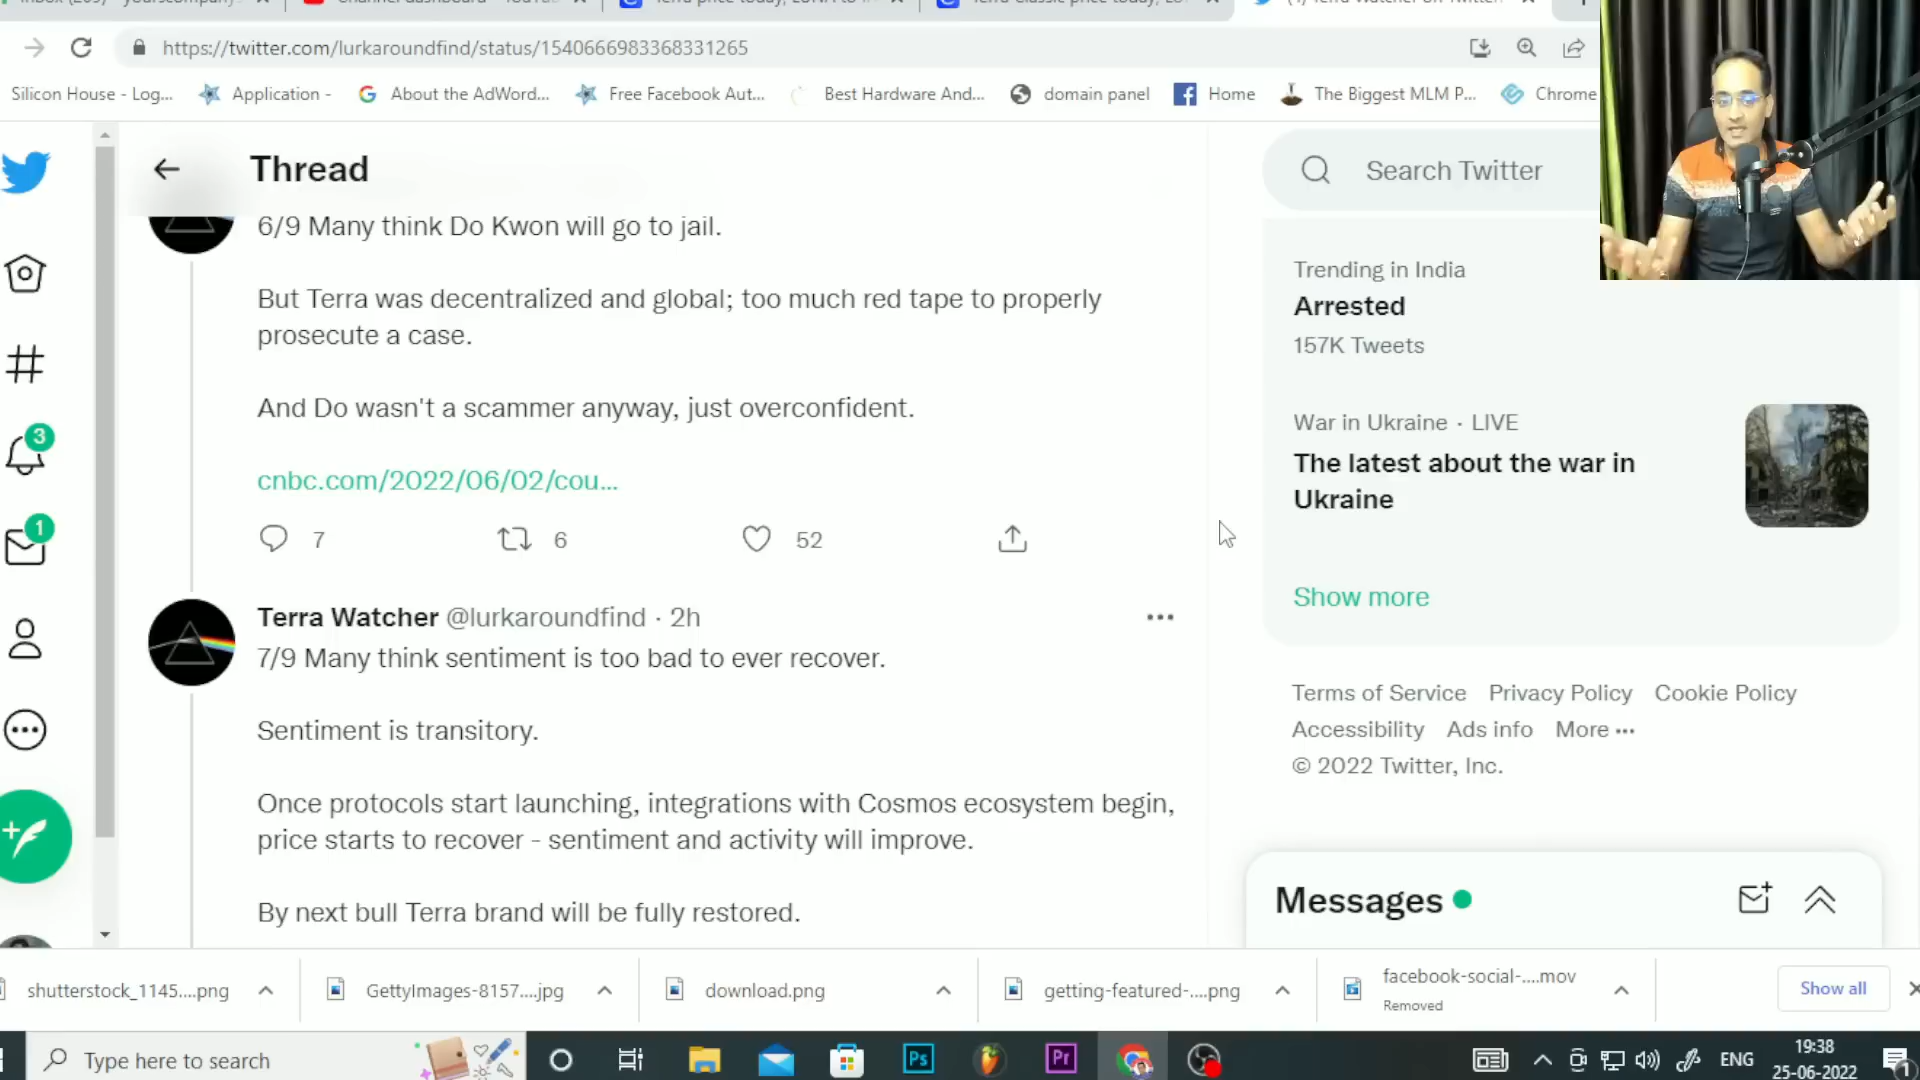 https://twitter.com/lurkaroundfind/status/1540666983368331265
Silicon House - Log...
Application -
About the AdWord...
Free Facebook Aut...
Best Hardware And...
domain panel
Home
The Biggest MLM P...
Chrome
Thread
6/9 Many think Do Kwon will go to jail.
But Terra was decentralized and global; too much red tape to properly
prosecute a case.
And Do wasn't a scammer anyway, just overconfident.
cnbc.com/2022/06/02/cou...
7
6
52
Terra Watcher @lurkaroundfind · 2h
7/9 Many think sentiment is too bad to ever recover.
Sentiment is transitory.
Once protocols start launching, integrations with Cosmos ecosystem begin,
price starts to recover - sentiment and activity will improve.
By next bull Terra brand will be fully restored.
3
1
Search Twitter
Trending in India
Arrested
157K Tweets
War in Ukraine · LIVE
The latest about the war in
Ukraine
Show more
Terms of Service Privacy Policy Cookie Policy
Accessibility Ads info More ···
© 2022 Twitter, Inc.
Messages
shutterstock_1145....png
GettyImages-8157....jpg
download.png
getting-featured-....png
facebook-social-....mov
Removed
Show all
Type here to search
Ps
Pr
ENG
19:38
25-06-2022
1